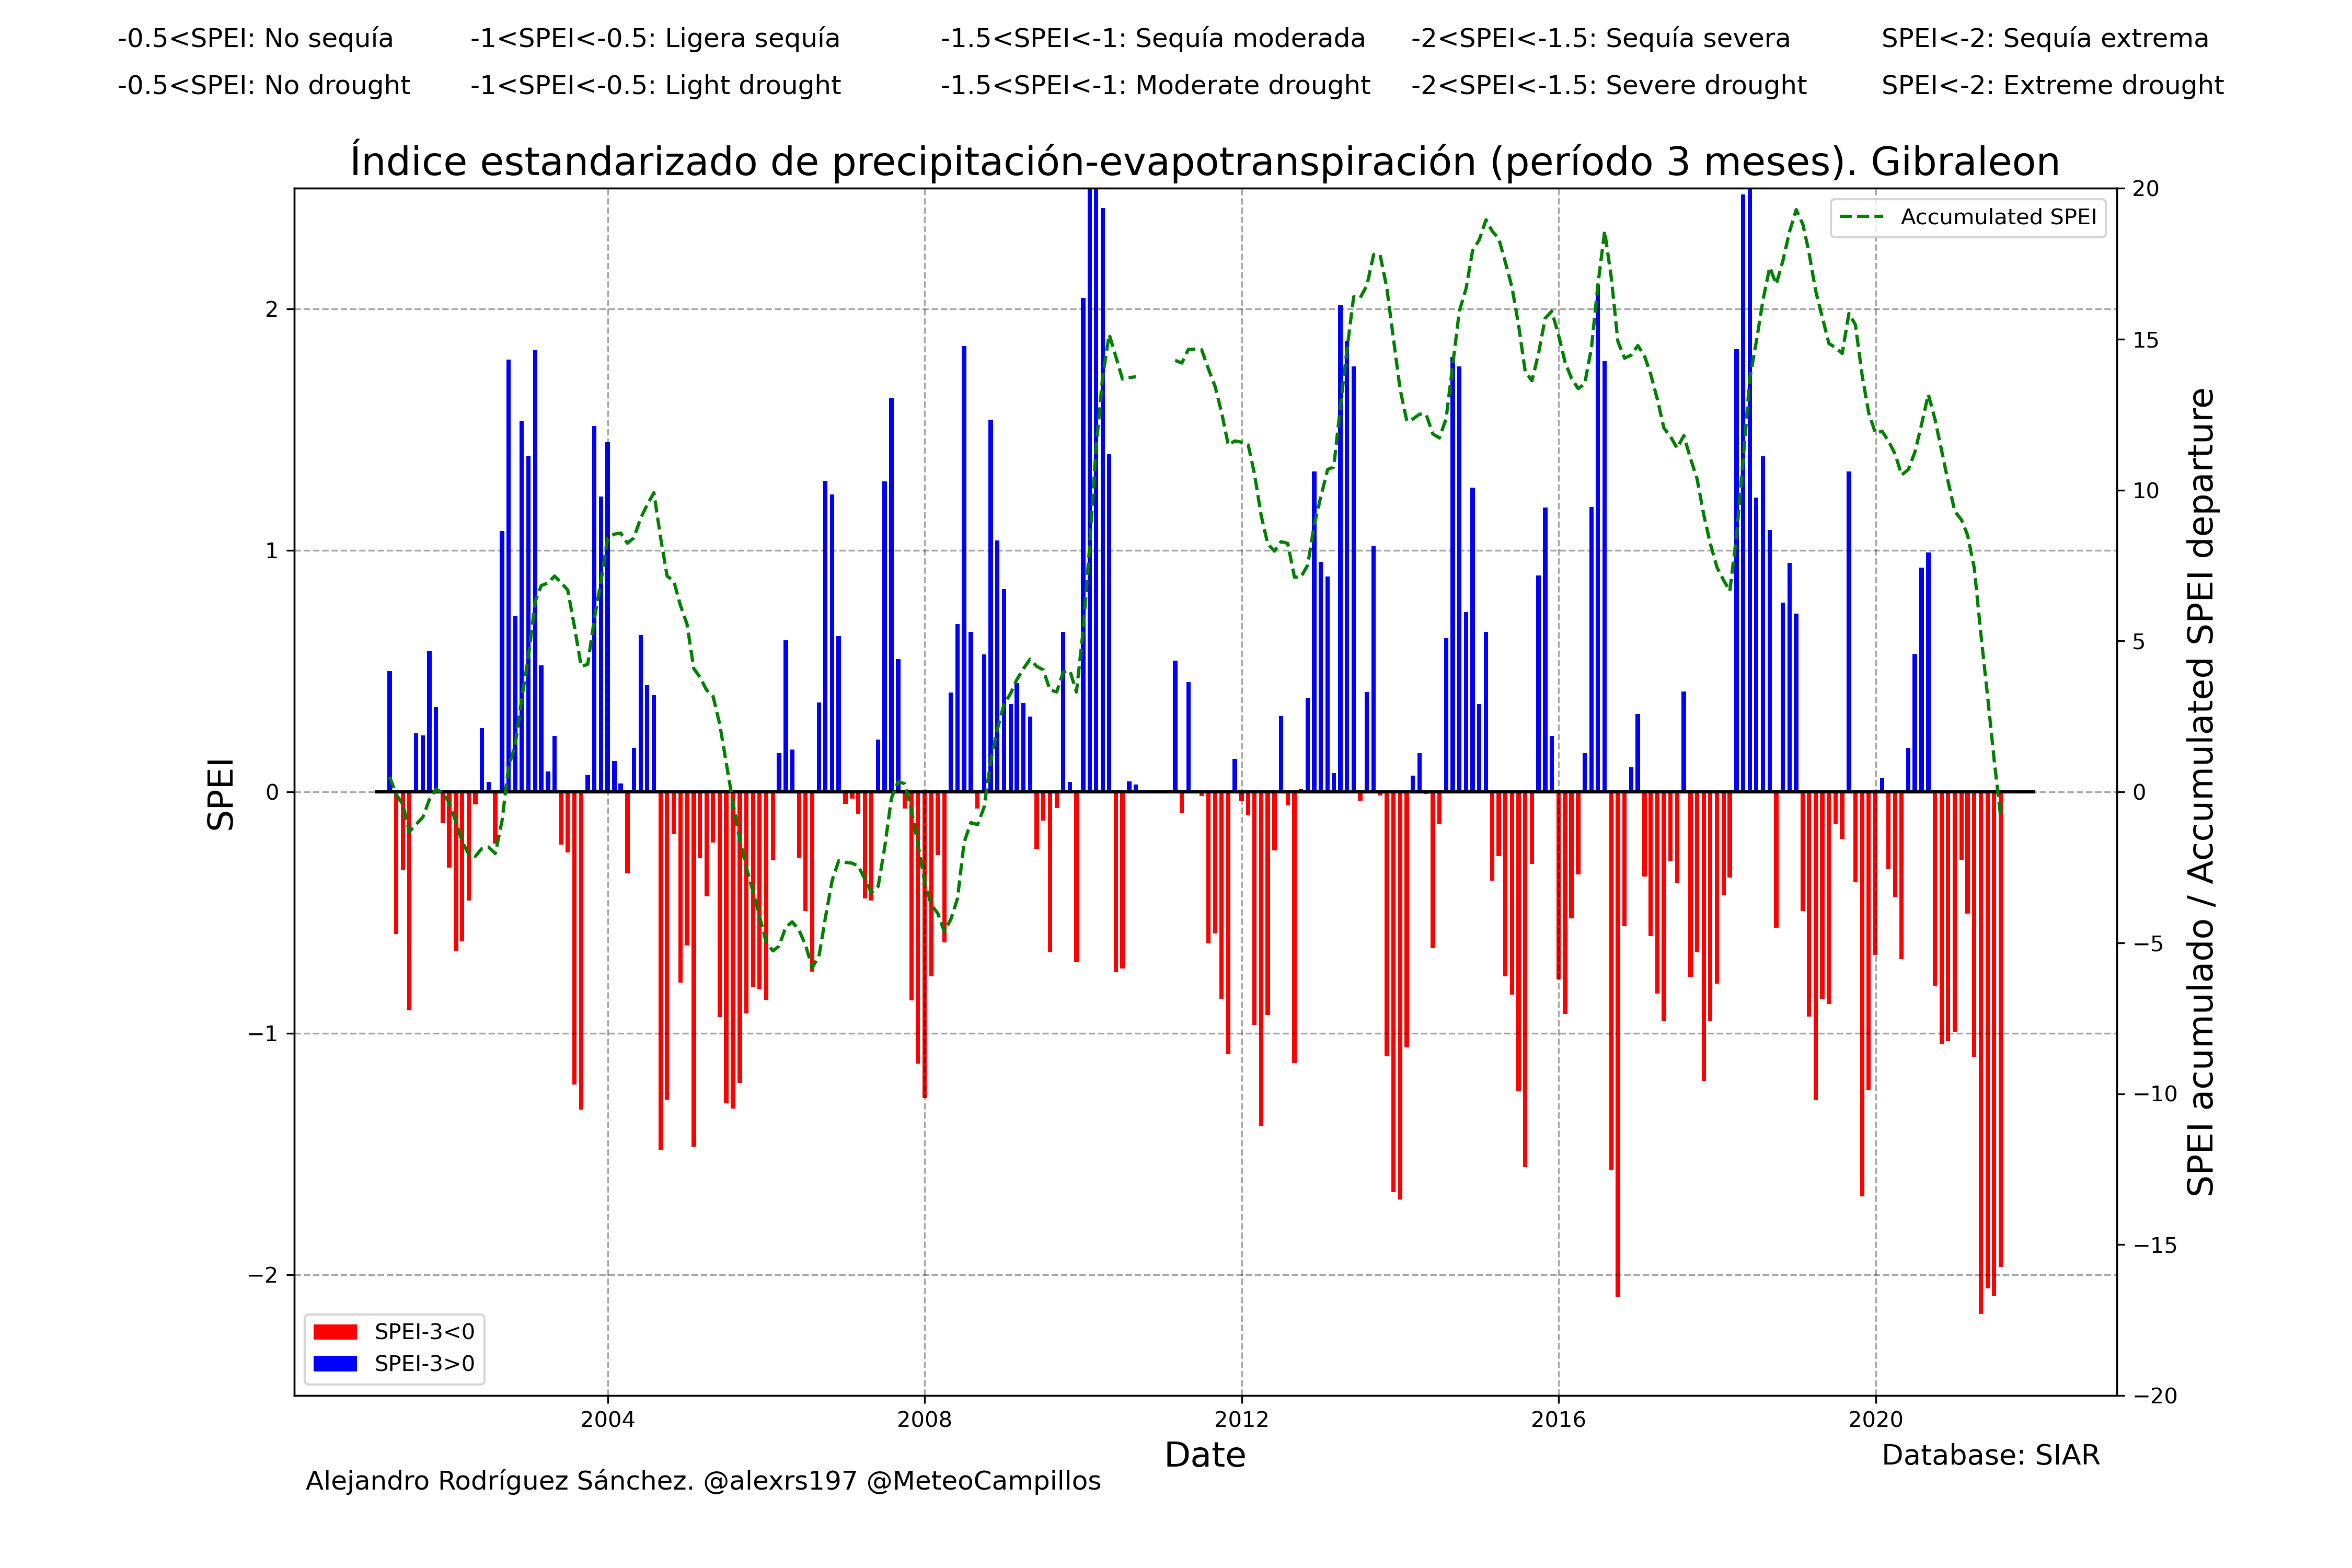 -0.5<SPEI: No sequía -1<SPEI<-0.5: Ligera sequía -1.5<SPEI<-1: Sequía moderada -2<SPEI<-1.5: Sequía severa SPEI<-2: Sequía extrema
-0.5<SPEI: No drought -1<SPEI<-0.5: Light drought -1.5<SPEI<-1: Moderate drought -2<SPEI<-1.5: Severe drought SPEI<-2: Extreme drought
Índice estandarizado de precipitación-evapotranspiración (período 3 meses). Gibraleon
Accumulated SPEI
SPEI
2
1
0
−1
−2
20
15
10
5
0
−5
−10
−15
−20
SPEI acumulado / Accumulated SPEI departure
SPEI-3<0
SPEI-3>0
2004 2008 2012 2016 2020
Date
Database: SIAR
Alejandro Rodríguez Sánchez. @alexrs197 @MeteoCampillos